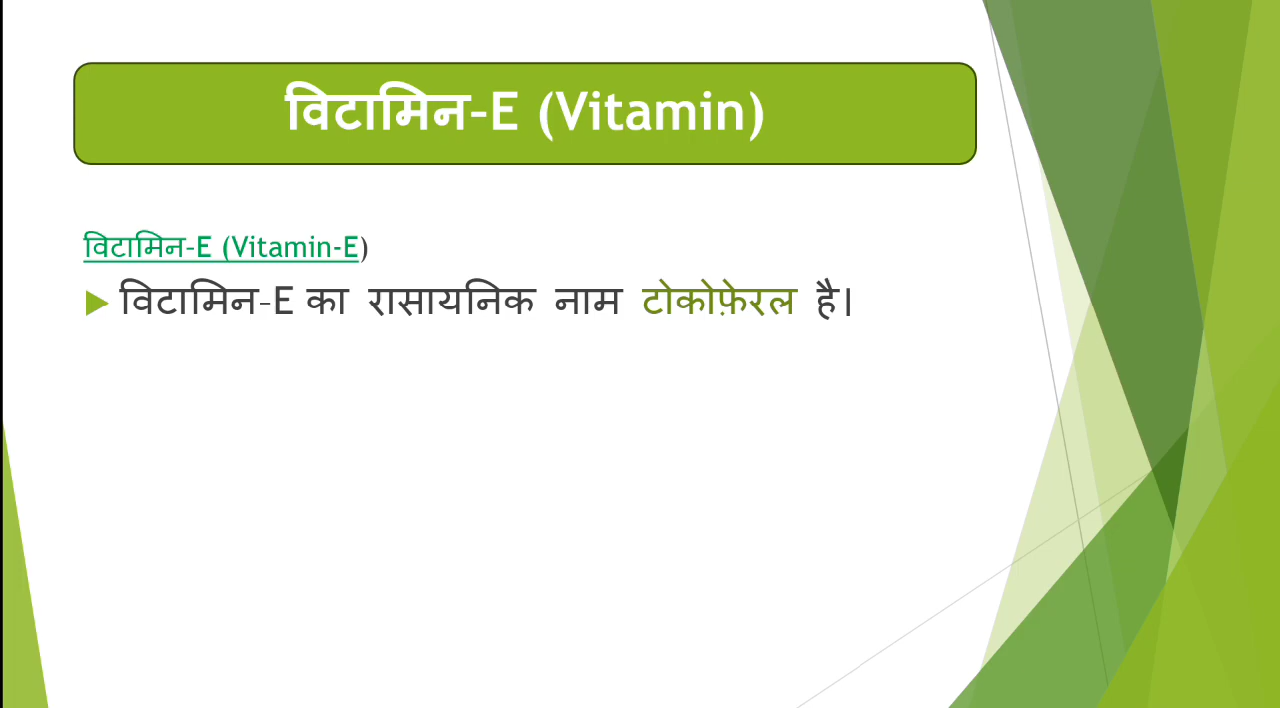 विटामिन-E (Vitamin)
विटामिन-E (Vitamin-E)
विटामिन-E का रासायनिक नाम टोकोफ़ेरल है।